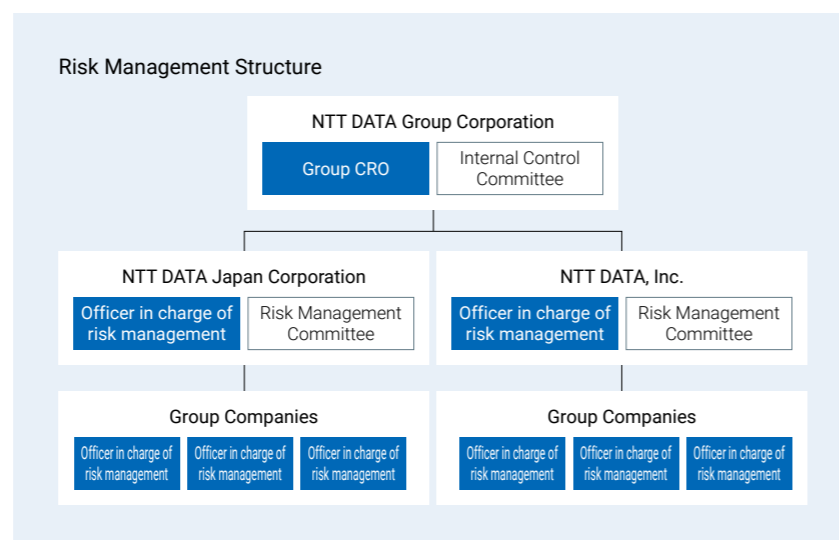 Risk Management Structure
NTT DATA Group Corporation
Group CRO
Internal Control
Committee
NTT DATA Japan Corporation
Officer in charge of
risk management
Risk Management
Committee
NTT DATA, Inc.
Officer in charge of
risk management
Risk Management
Committee
Group Companies
Officer in charge of
risk management
Officer in charge of
risk management
Officer in charge of
risk management
Group Companies
Officer in charge of
risk management
Officer in charge of
risk management
Officer in charge of
risk management